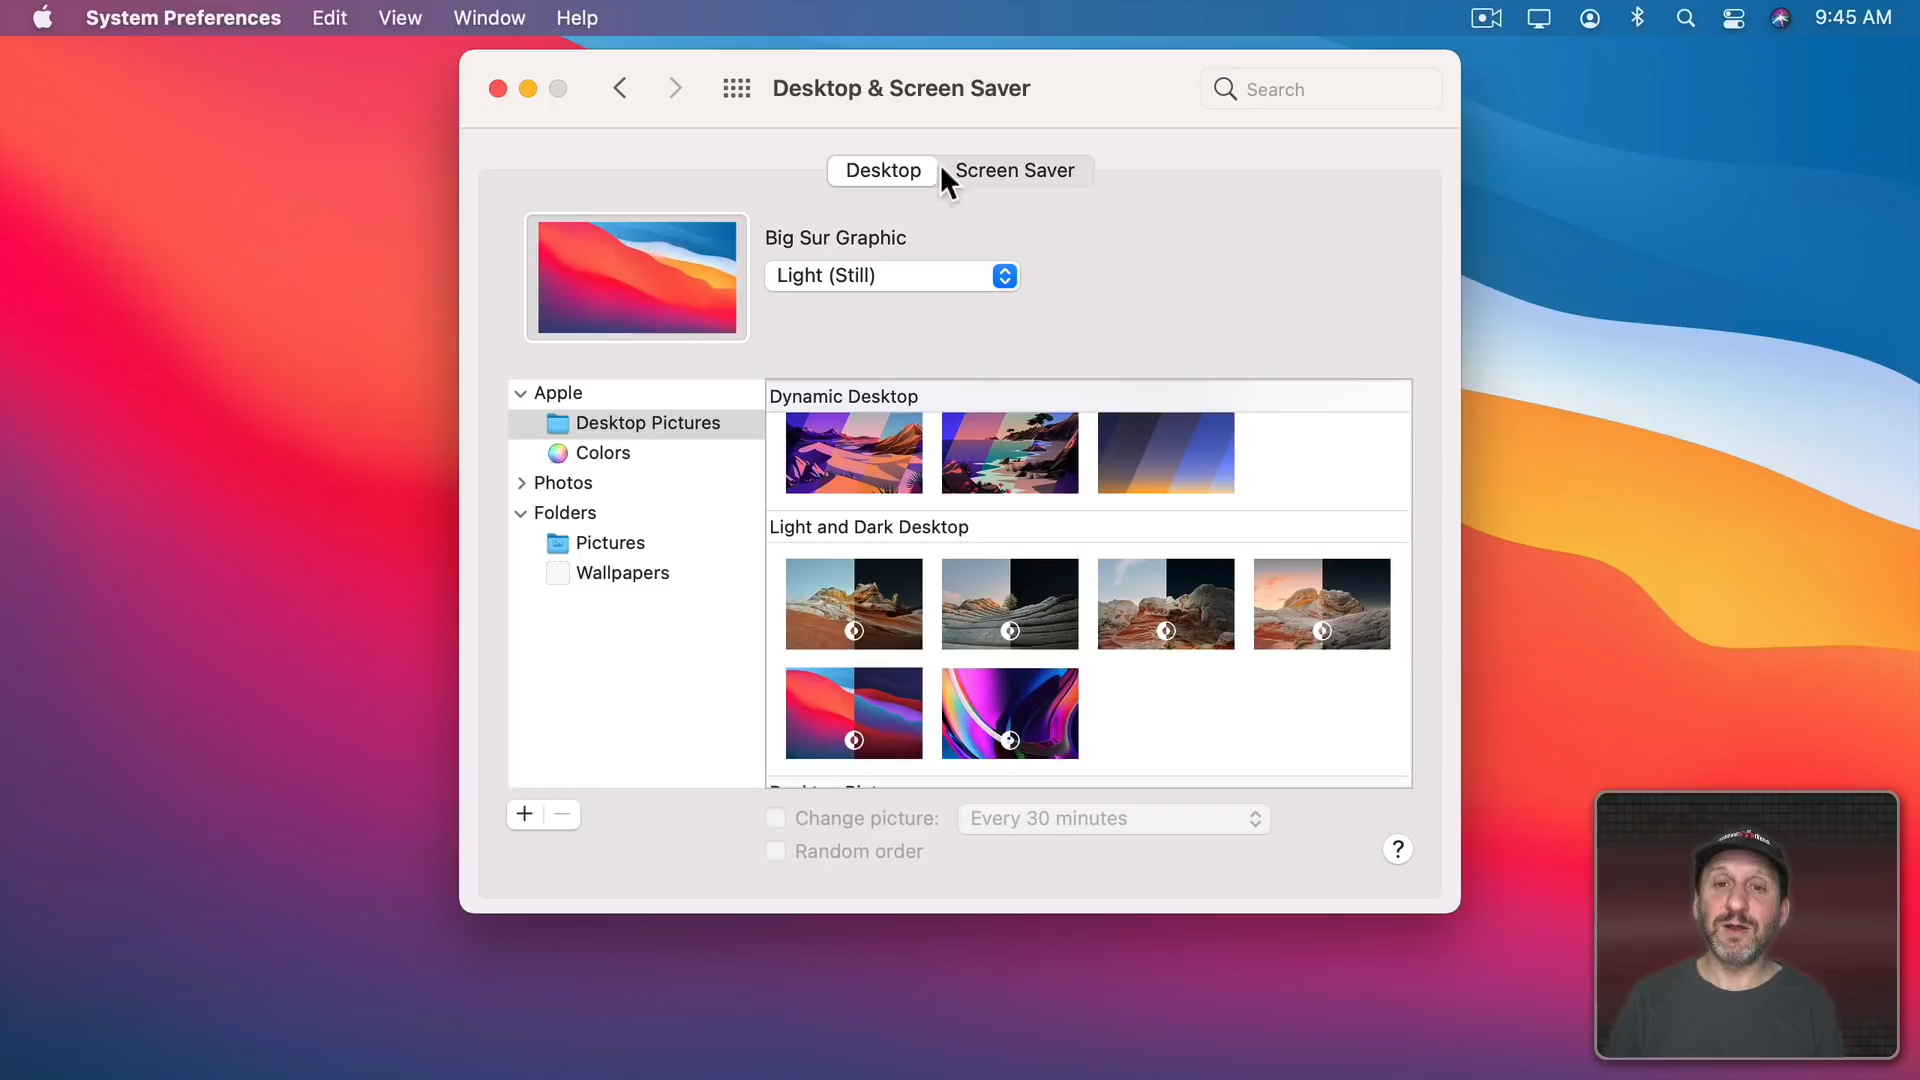 System Preferences Edit View Window Help 9:45 AM
Desktop & Screen Saver Search
Desktop Screen Saver
Big Sur Graphic
Light (Still)
Apple
Desktop Pictures
Colors
Photos
Folders
Pictures
Wallpapers
Dynamic Desktop
Light and Dark Desktop
+ −
Change picture: Every 30 minutes
Random order
?